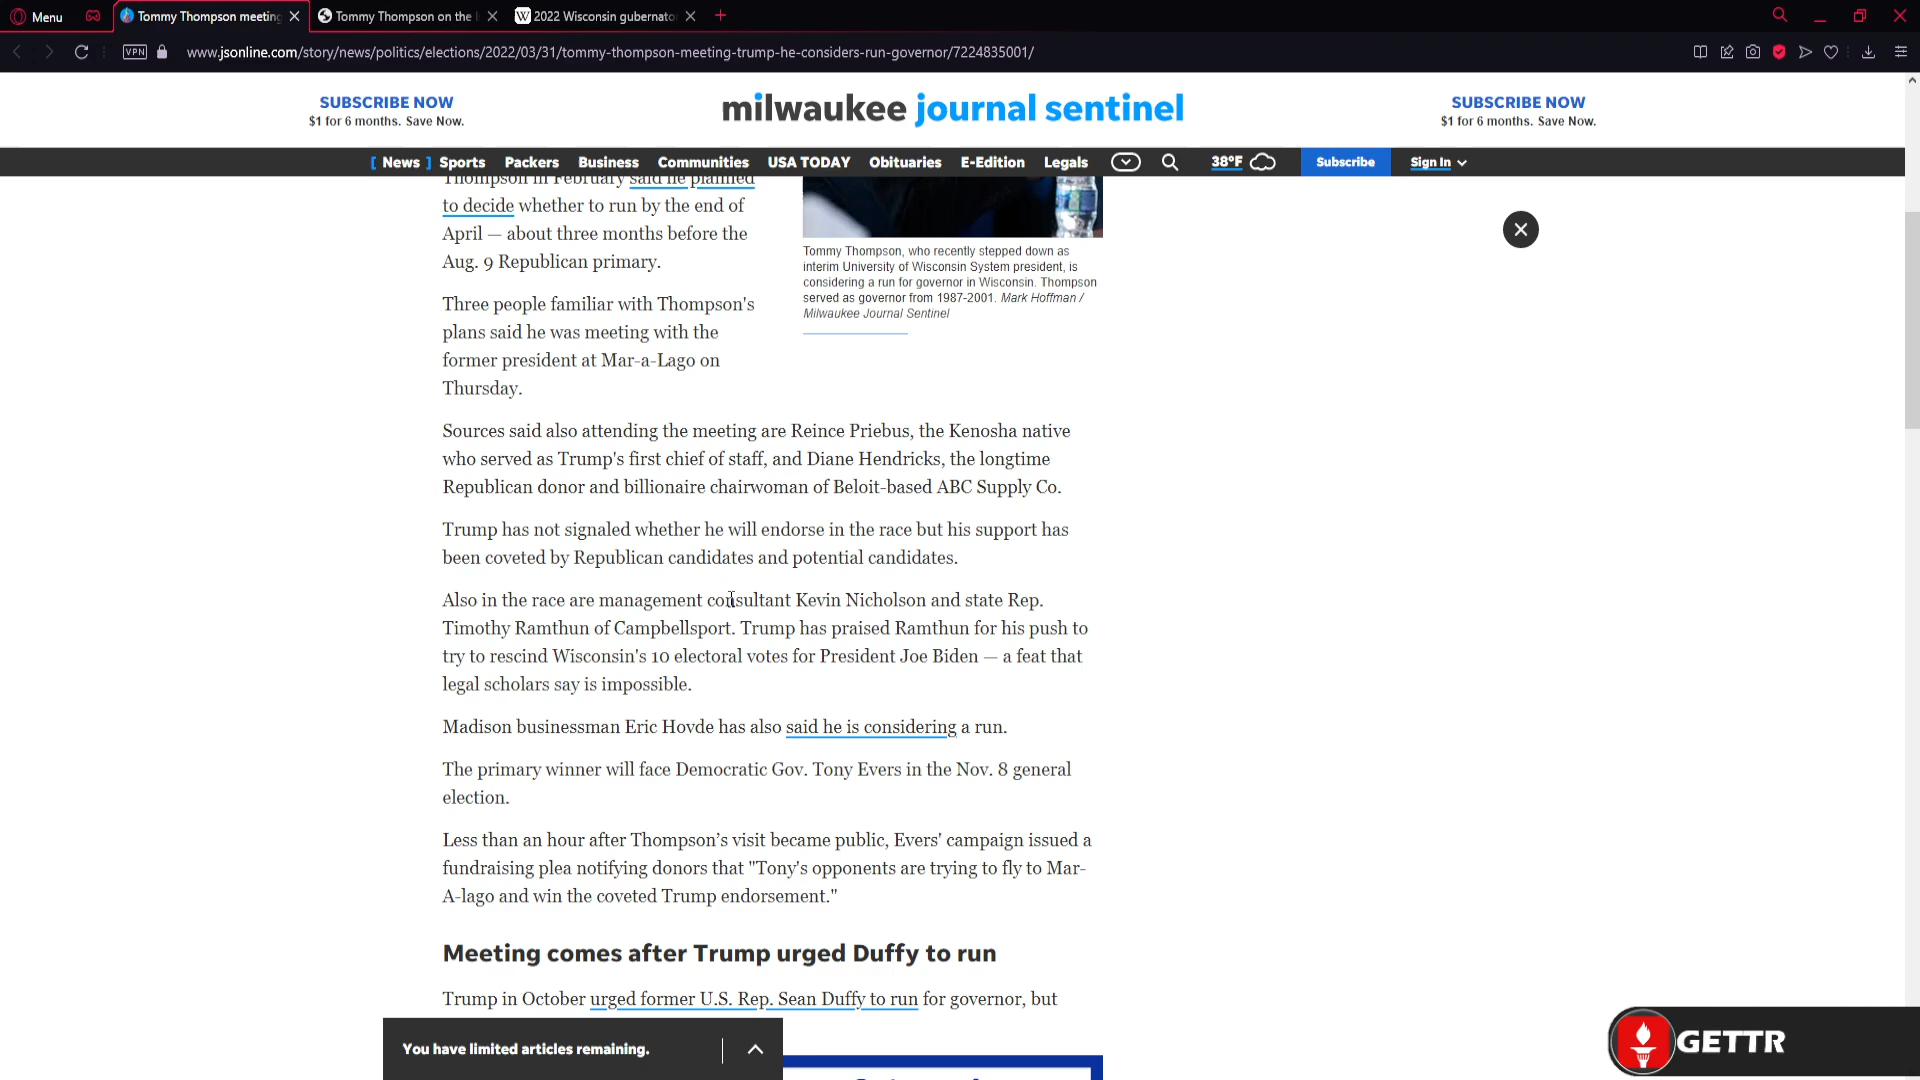 Menu
Tommy Thompson meeting
Tommy Thompson on the
2022 Wisconsin gubernato
VPN
www.jsonline.com/story/news/politics/elections/2022/03/31/tommy-thompson-meeting-trump-he-considers-run-governor/7224835001/
SUBSCRIBE NOW
$1 for 6 months. Save Now.
milwaukee journal sentinel
SUBSCRIBE NOW
$1 for 6 months. Save Now.
[ News ] Sports Packers Business Communities USA TODAY Obituaries E-Edition Legals 38°F Subscribe Sign In
Thompson in February said he planned
to decide whether to run by the end of
April — about three months before the
Aug. 9 Republican primary.
Tommy Thompson, who recently stepped down as
interim University of Wisconsin System president, is
considering a run for governor in Wisconsin. Thompson
served as governor from 1987-2001. Mark Hoffman /
Milwaukee Journal Sentinel
Three people familiar with Thompson's
plans said he was meeting with the
former president at Mar-a-Lago on
Thursday.
Sources said also attending the meeting are Reince Priebus, the Kenosha native
who served as Trump's first chief of staff, and Diane Hendricks, the longtime
Republican donor and billionaire chairwoman of Beloit-based ABC Supply Co.
Trump has not signaled whether he will endorse in the race but his support has
been coveted by Republican candidates and potential candidates.
Also in the race are management consultant Kevin Nicholson and state Rep.
Timothy Ramthun of Campbellsport. Trump has praised Ramthun for his push to
try to rescind Wisconsin's 10 electoral votes for President Joe Biden — a feat that
legal scholars say is impossible.
Madison businessman Eric Hovde has also said he is considering a run.
The primary winner will face Democratic Gov. Tony Evers in the Nov. 8 general
election.
Less than an hour after Thompson’s visit became public, Evers' campaign issued a
fundraising plea notifying donors that "Tony's opponents are trying to fly to Mar-
A-lago and win the coveted Trump endorsement."
Meeting comes after Trump urged Duffy to run
Trump in October urged former U.S. Rep. Sean Duffy to run for governor, but
You have limited articles remaining.
GETTR